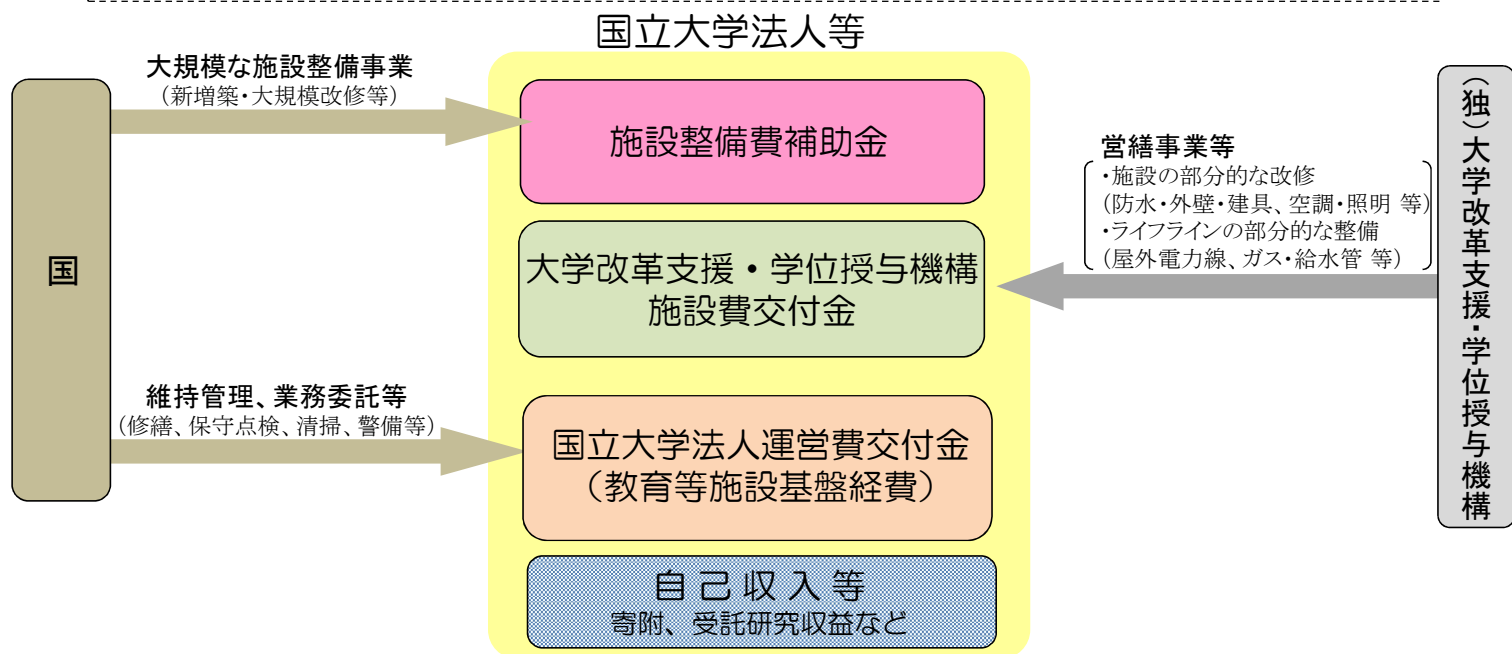 国立大学法人等
大規模な施設整備事業
（新増築・大規模改修等）
国
維持管理、業務委託等
（修繕、保守点検、清掃、警備等）
施設整備費補助金
大学改革支援・学位授与機構
施設費交付金
国立大学法人運営費交付金
（教育等施設基盤経費）
自己収入等
寄附、受託研究収益など
営繕事業等
・施設の部分的な改修
(防水・外壁・建具、空調・照明 等)
・ライフラインの部分的な整備
(屋外電力線、ガス・給水管 等)
（独）大学改革支援・学位授与機構